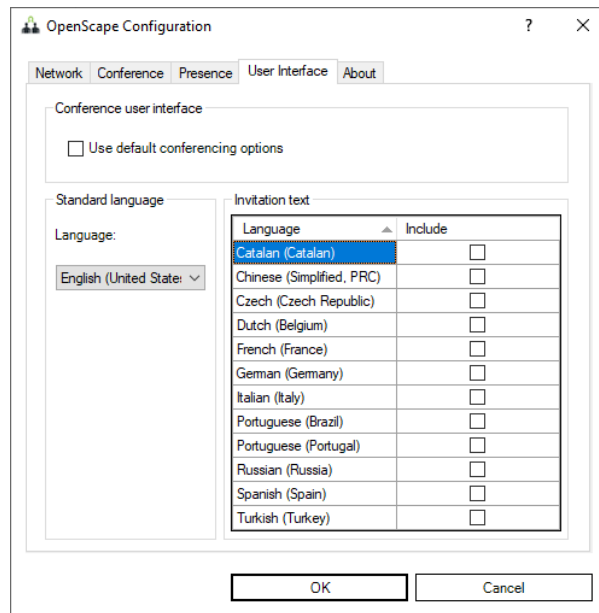 OpenScape Configuration
?
Network Conference Presence User Interface About
Conference user interface
Use default conferencing options
Standard language
Language:
English (United States
Invitation text
Language Include
Catalan (Catalan)
Chinese (Simplified, PRC)
Czech (Czech Republic)
Dutch (Belgium)
French (France)
German (Germany)
Italian (Italy)
Portuguese (Brazil)
Portuguese (Portugal)
Russian (Russia)
Spanish (Spain)
Turkish (Turkey)
OK Cancel